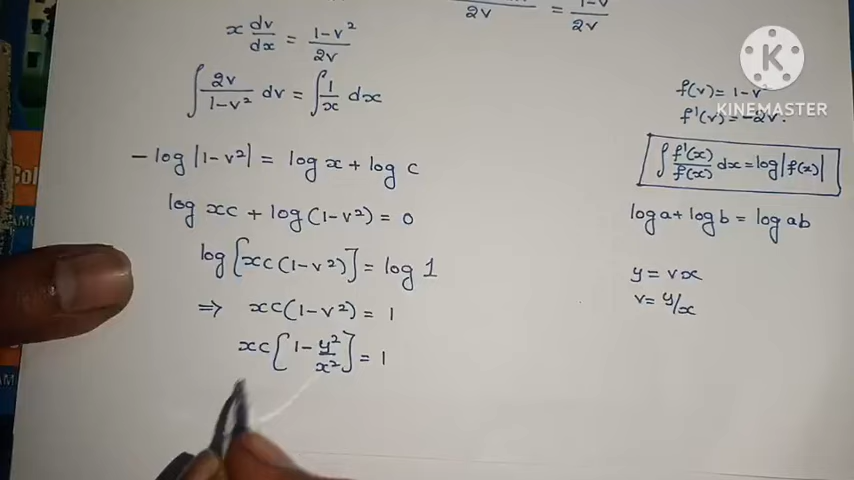 2v = 1-v² / 2v
x dv/dx = 1-v² / 2v
∫ 2v / 1-v² dv = ∫ 1/x dx
- log |1-v²| = log x + log c
log xc + log (1-v²) = 0
log [xc (1-v²)] = log 1
⇒ xc (1-v²) = 1
xc [1 - y²/x²] = 1
K
KINEMASTER
f(v) = 1-v²
f'(v) = -2v.
∫ f'(x) / f(x) dx = log |f(x)|
log a + log b = log ab
y = vx
v = y/x